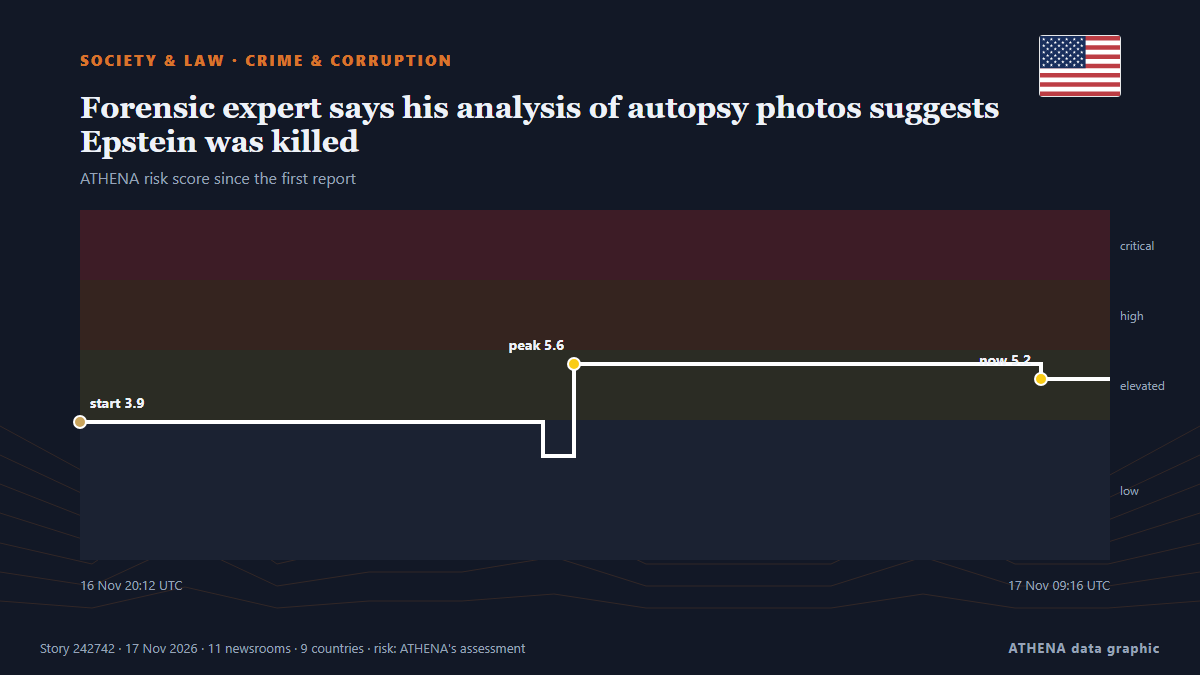 SOCIETY & LAW · CRIME & CORRUPTION
Forensic expert says his analysis of autopsy photos suggests
Epstein was killed
ATHENA risk score since the first report
critical
high
peak 5.6
now 5.2
elevated
start 3.9
low
16 Nov 20:12 UTC
17 Nov 09:16 UTC
Story 242742 · 17 Nov 2026 · 11 newsrooms · 9 countries · risk: ATHENA's assessment
ATHENA data graphic